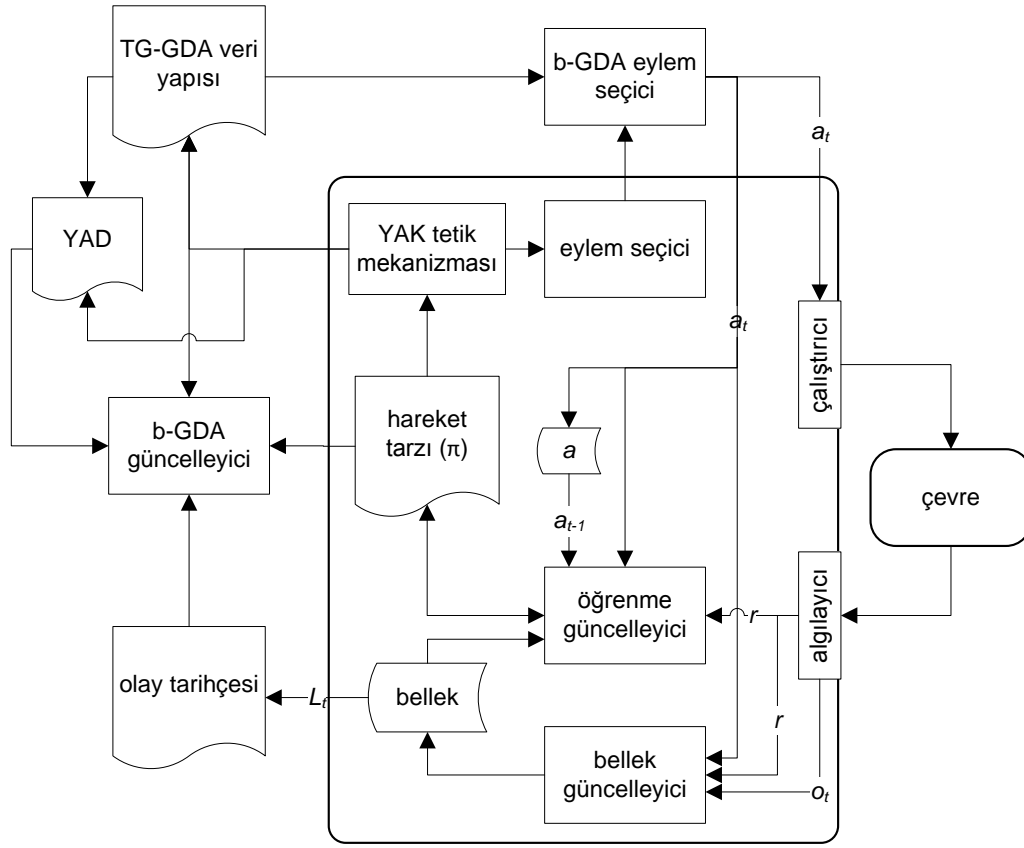 TG-GDA veri
yapısı
b-GDA eylem
seçici
a_t
YAD
YAK tetik
mekanizması
eylem seçici
a_t
çalıştırıcı
hareket
tarzı (π)
b-GDA
güncelleyici
a
çevre
a_t-1
öğrenme
güncelleyici
r
algılayıcı
olay tarihçesi
L_t
bellek
r
bellek
güncelleyici
o_t